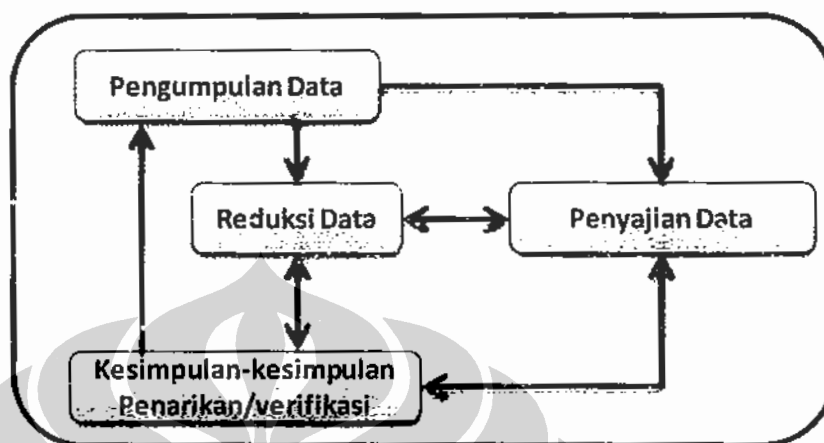 Pengumpulan Data
Reduksi Data
Penyajian Data
Kesimpulan-kesimpulan
Penarikan/verifikasi